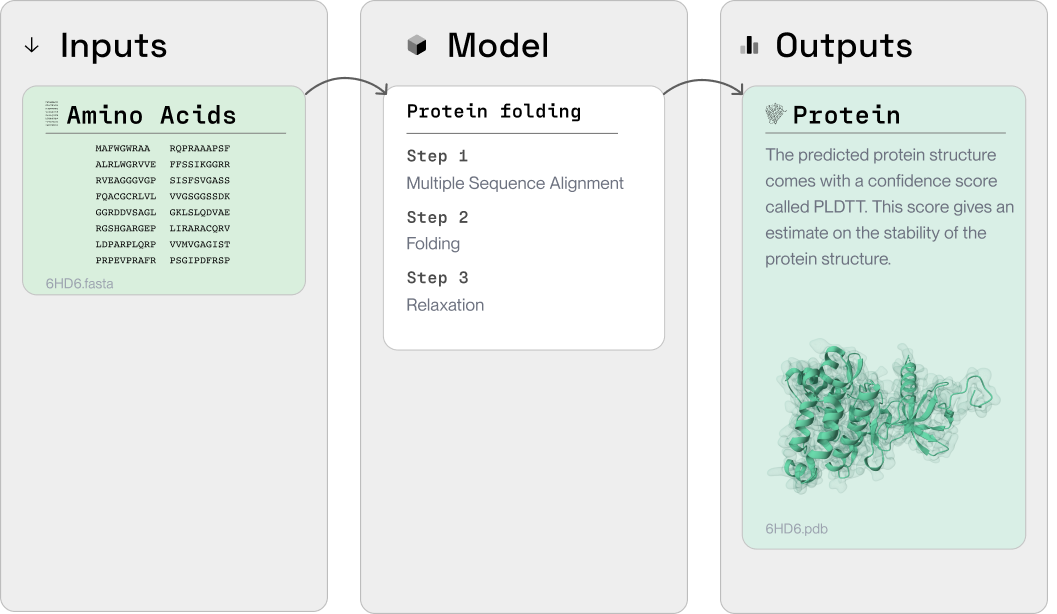 Inputs
Amino Acids
MAFWGWRAA RQPRAAAPSF
ALRLWGRVVE FFSSIKGGRR
RVEAGGGVGP SISFSVGASS
FQACGCRLVL VVGSGGSSDK
GGRDDVSAGL GKLSLQDVAE
RGSHGARGEP LIRARACQRV
LDPARPLQRP VVMVGAGIST
PRPEVPRAFR PSGIPDFRSP
6HD6.fasta
Model
Protein folding
Step 1
Multiple Sequence Alignment
Step 2
Folding
Step 3
Relaxation
Outputs
Protein
The predicted protein structure
comes with a confidence score
called PLDTT. This score gives an
estimate on the stability of the
protein structure.
6HD6.pdb